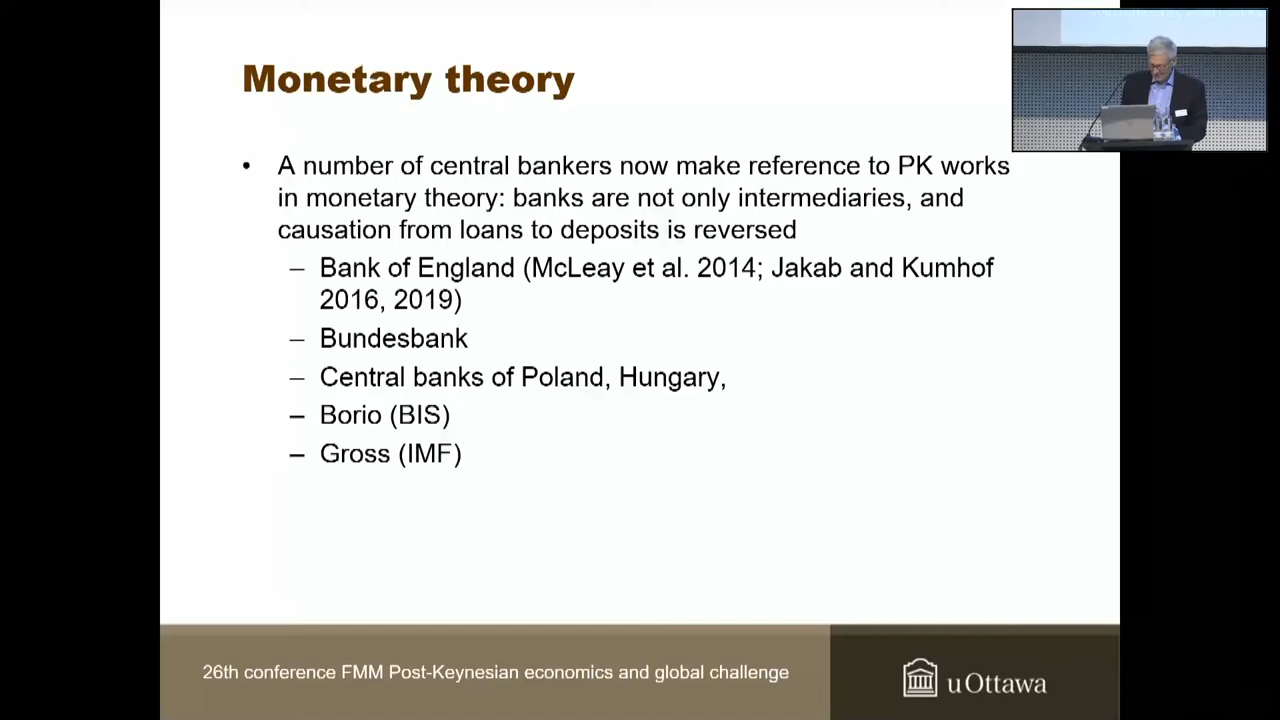 Monetary theory
• A number of central bankers now make reference to PK works
in monetary theory: banks are not only intermediaries, and
causation from loans to deposits is reversed
– Bank of England (McLeay et al. 2014; Jakab and Kumhof
2016, 2019)
– Bundesbank
– Central banks of Poland, Hungary,
– Borio (BIS)
– Gross (IMF)
26th conference FMM Post-Keynesian economics and global challenge
uOttawa